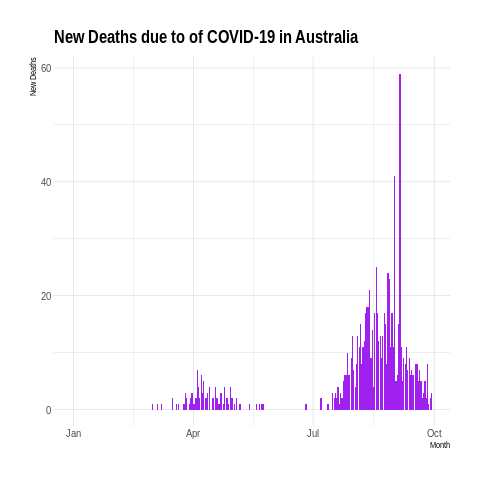 New Deaths due to of COVID-19 in Australia
New Deaths
60
40
20
0
Jan Apr Jul Oct
Month